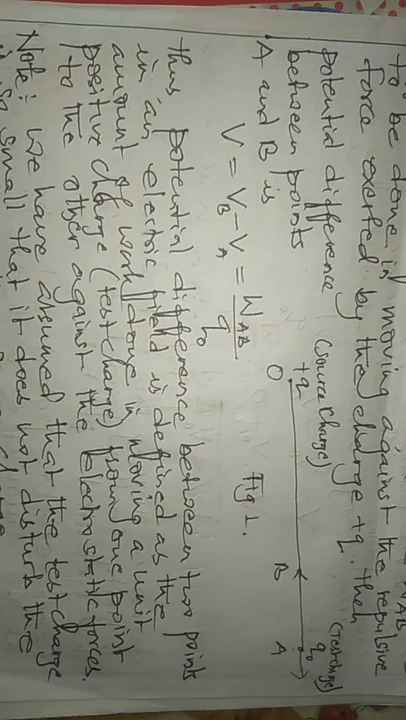 to be done in moving against the repulsive
force exerted by the charge +q. then
potential difference
between points
A and B is
(source charge)
+q
O
B
A
q₀
(Testcharge)
Fig 1.
V = V_B - V_A = W_AB / q₀
thus potential difference between two points
in an electric field is defined as the
amount of work done in moving a unit
positive charge (test charge) from one point
to the other against the electrostatic forces.
Note: We have assumed that the test charge
is so small that it does not disturb the